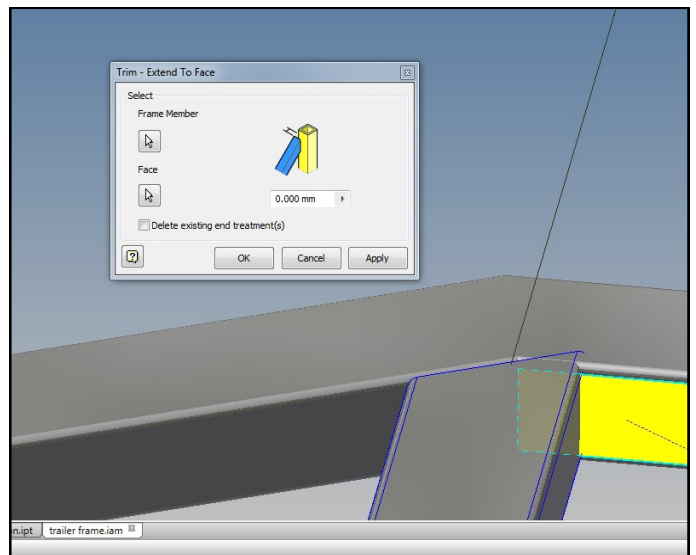 Trim - Extend To Face
Select
Frame Member
Face
0.000 mm
Delete existing end treatment(s)
OK Cancel Apply
n.ipt trailer frame.iam